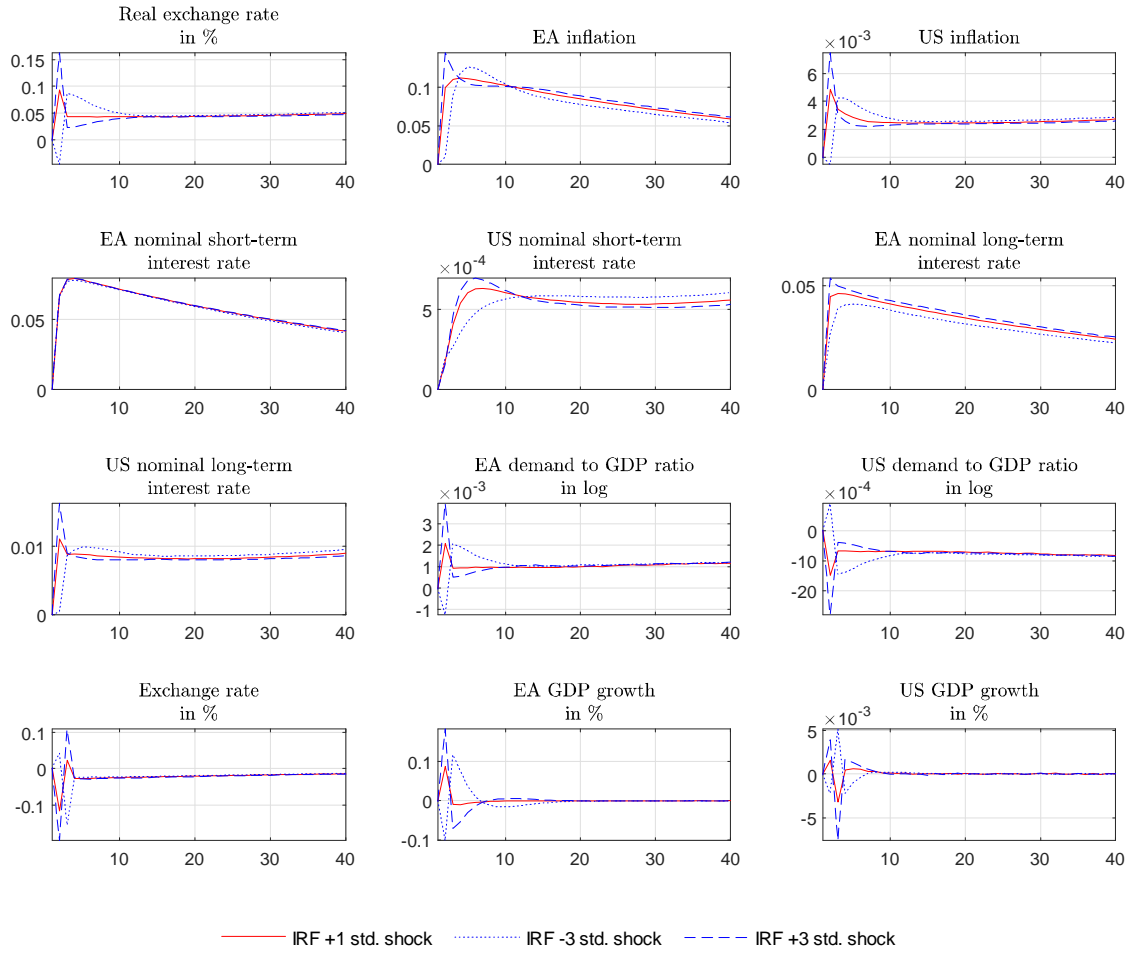 Real exchange rate
in %
0.15
0.1
0.05
0
10 20 30 40
EA inflation
0.1
0.05
0
10 20 30 40
US inflation
×10⁻³
6
4
2
0
10 20 30 40
EA nominal short-term
interest rate
0.05
0
10 20 30 40
US nominal short-term
interest rate
×10⁻⁴
5
0
10 20 30 40
EA nominal long-term
interest rate
0.05
0
10 20 30 40
US nominal long-term
interest rate
0.01
0
10 20 30 40
EA demand to GDP ratio
in log
×10⁻³
3
2
1
0
-1
10 20 30 40
US demand to GDP ratio
in log
×10⁻⁴
0
-10
-20
10 20 30 40
Exchange rate
in %
0.1
0
-0.1
10 20 30 40
EA GDP growth
in %
0.1
0
-0.1
10 20 30 40
US GDP growth
in %
×10⁻³
5
0
-5
10 20 30 40
IRF +1 std. shock IRF -3 std. shock IRF +3 std. shock